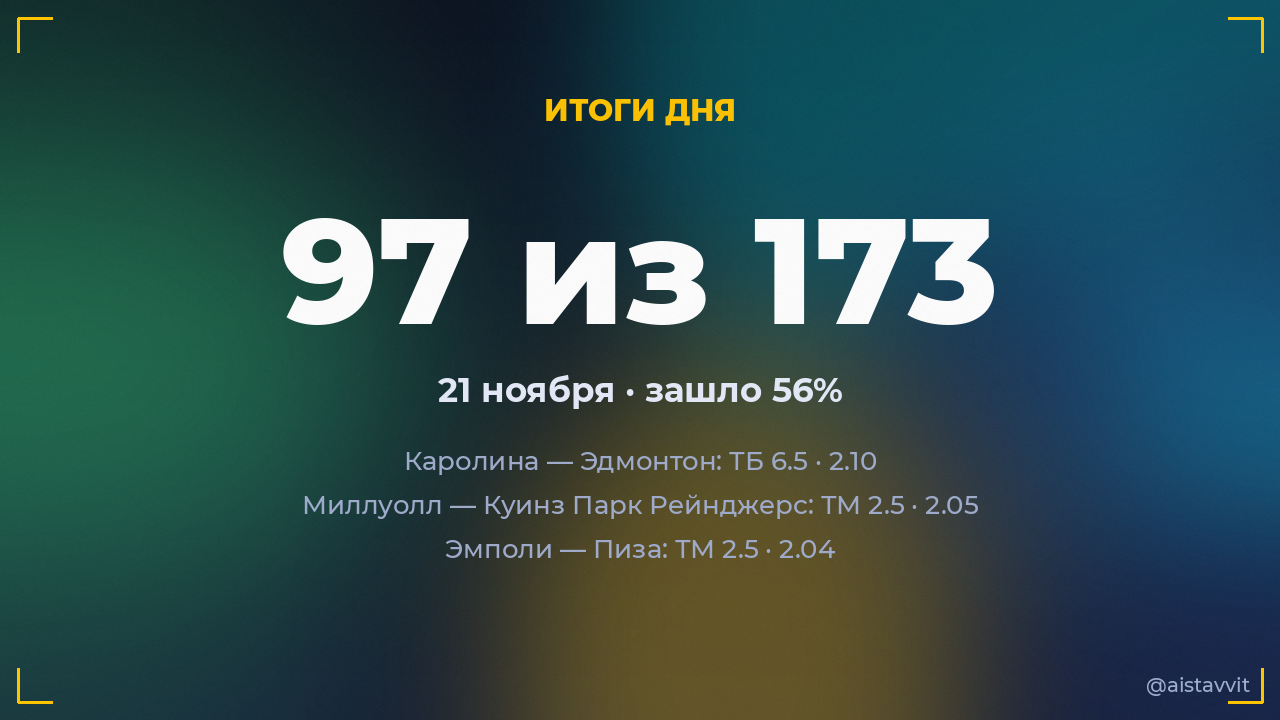 ИТОГИ ДНЯ
97 из 173
21 ноября · зашло 56%
Каролина — Эдмонтон: ТБ 6.5 · 2.10
Миллуолл — Куинз Парк Рейнджерс: ТМ 2.5 · 2.05
Эмполи — Пиза: ТМ 2.5 · 2.04
@aistavvit